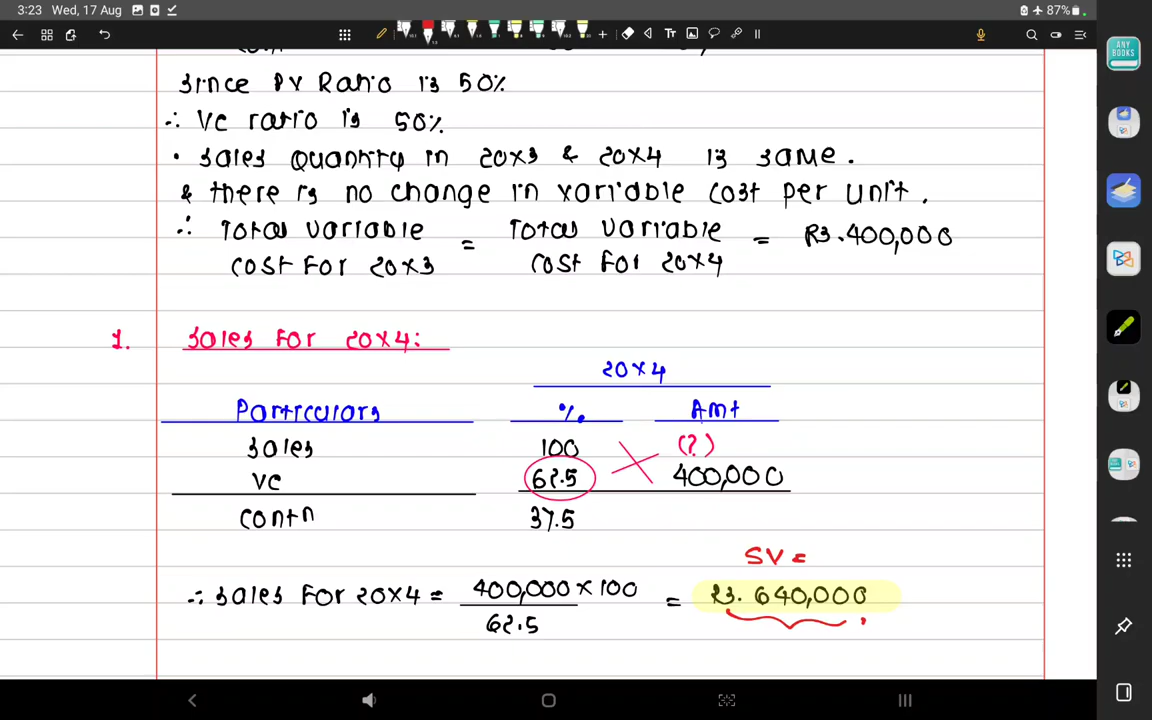 3:23 Wed, 17 Aug
87%
Since PV Ratio is 50%
∴ VC ratio is 50%
• Sales Quantity in 20x3 & 20x4 is same.
& there is no change in variable cost per unit.
∴ Total variable cost for 20x3 = Total variable cost for 20x4 = Rs.400,000
1. Sales for 20x4:
20x4
Particulars % Amt
Sales 100 (?)
VC 62.5 400,000
Contn 37.5
SV =
∴ Sales for 20x4 = 400,000 x 100 = Rs. 640,000
62.5
ANY BOOKS